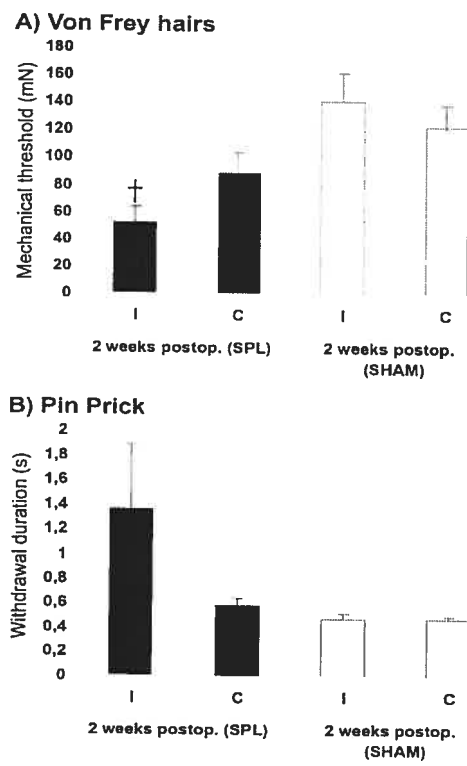 A) Von Frey hairs
Mechanical threshold (mN)
180
160
140
120
100
80
60
40
20
0
†
I C I C
2 weeks postop. (SPL) 2 weeks postop.
(SHAM)
B) Pin Prick
Withdrawal duration (s)
2
1,8
1,6
1,4
1,2
1
0,8
0,6
0,4
0,2
0
I C I C
2 weeks postop. (SPL) 2 weeks postop.
(SHAM)